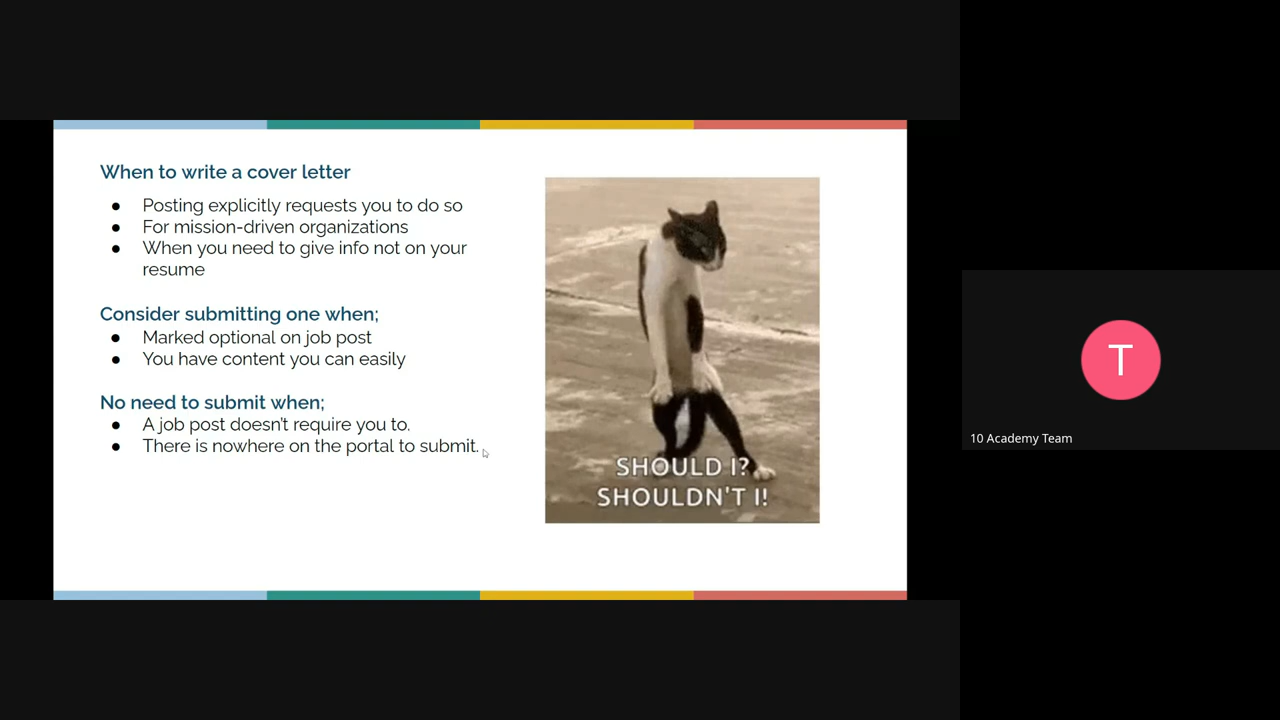 When to write a cover letter
● Posting explicitly requests you to do so
● For mission-driven organizations
● When you need to give info not on your
resume
Consider submitting one when;
● Marked optional on job post
● You have content you can easily
No need to submit when;
● A job post doesn't require you to.
● There is nowhere on the portal to submit.
SHOULD I?
SHOULDN'T I!
T
10 Academy Team